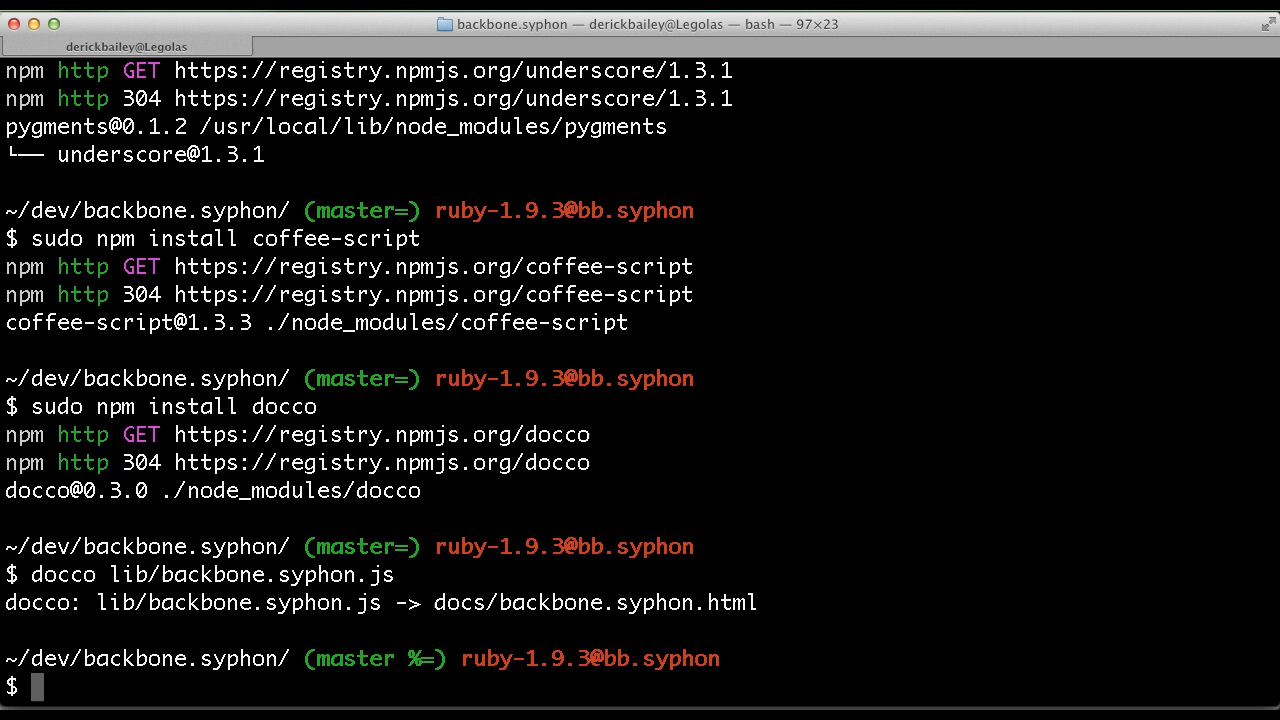 backbone.syphon — derickbailey@Legolas — bash — 97×23
derickbailey@Legolas
npm http GET https://registry.npmjs.org/underscore/1.3.1
npm http 304 https://registry.npmjs.org/underscore/1.3.1
pygments@0.1.2 /usr/local/lib/node_modules/pygments
└── underscore@1.3.1
~/dev/backbone.syphon/ (master=) ruby-1.9.3@bb.syphon
$ sudo npm install coffee-script
npm http GET https://registry.npmjs.org/coffee-script
npm http 304 https://registry.npmjs.org/coffee-script
coffee-script@1.3.3 ./node_modules/coffee-script
~/dev/backbone.syphon/ (master=) ruby-1.9.3@bb.syphon
$ sudo npm install docco
npm http GET https://registry.npmjs.org/docco
npm http 304 https://registry.npmjs.org/docco
docco@0.3.0 ./node_modules/docco
~/dev/backbone.syphon/ (master=) ruby-1.9.3@bb.syphon
$ docco lib/backbone.syphon.js
docco: lib/backbone.syphon.js -> docs/backbone.syphon.html
~/dev/backbone.syphon/ (master %=) ruby-1.9.3@bb.syphon
$